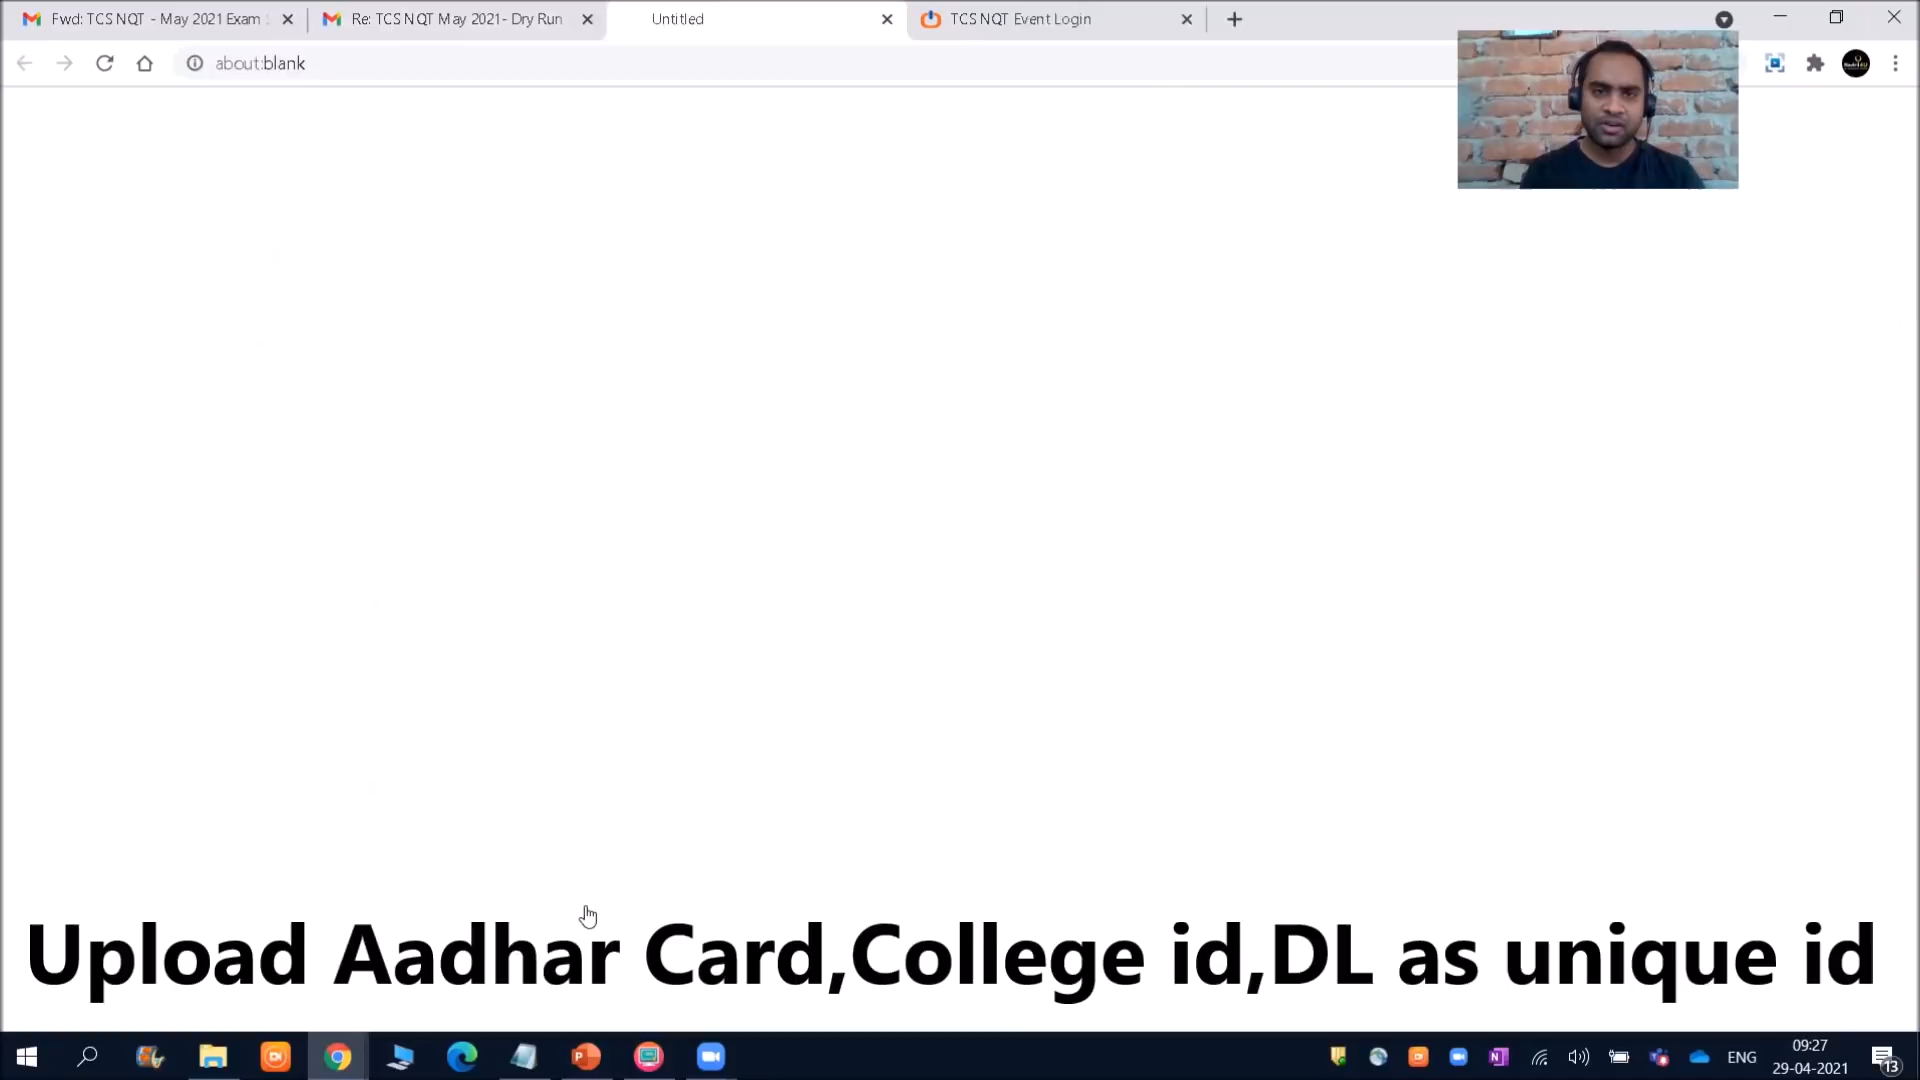 Fwd: TCS NQT - May 2021 Exam
Re: TCS NQT May 2021- Dry Run
Untitled
TCS NQT Event Login
about:blank
Upload Aadhar Card,College id,DL as unique id
ENG
09:27
29-04-2021
13